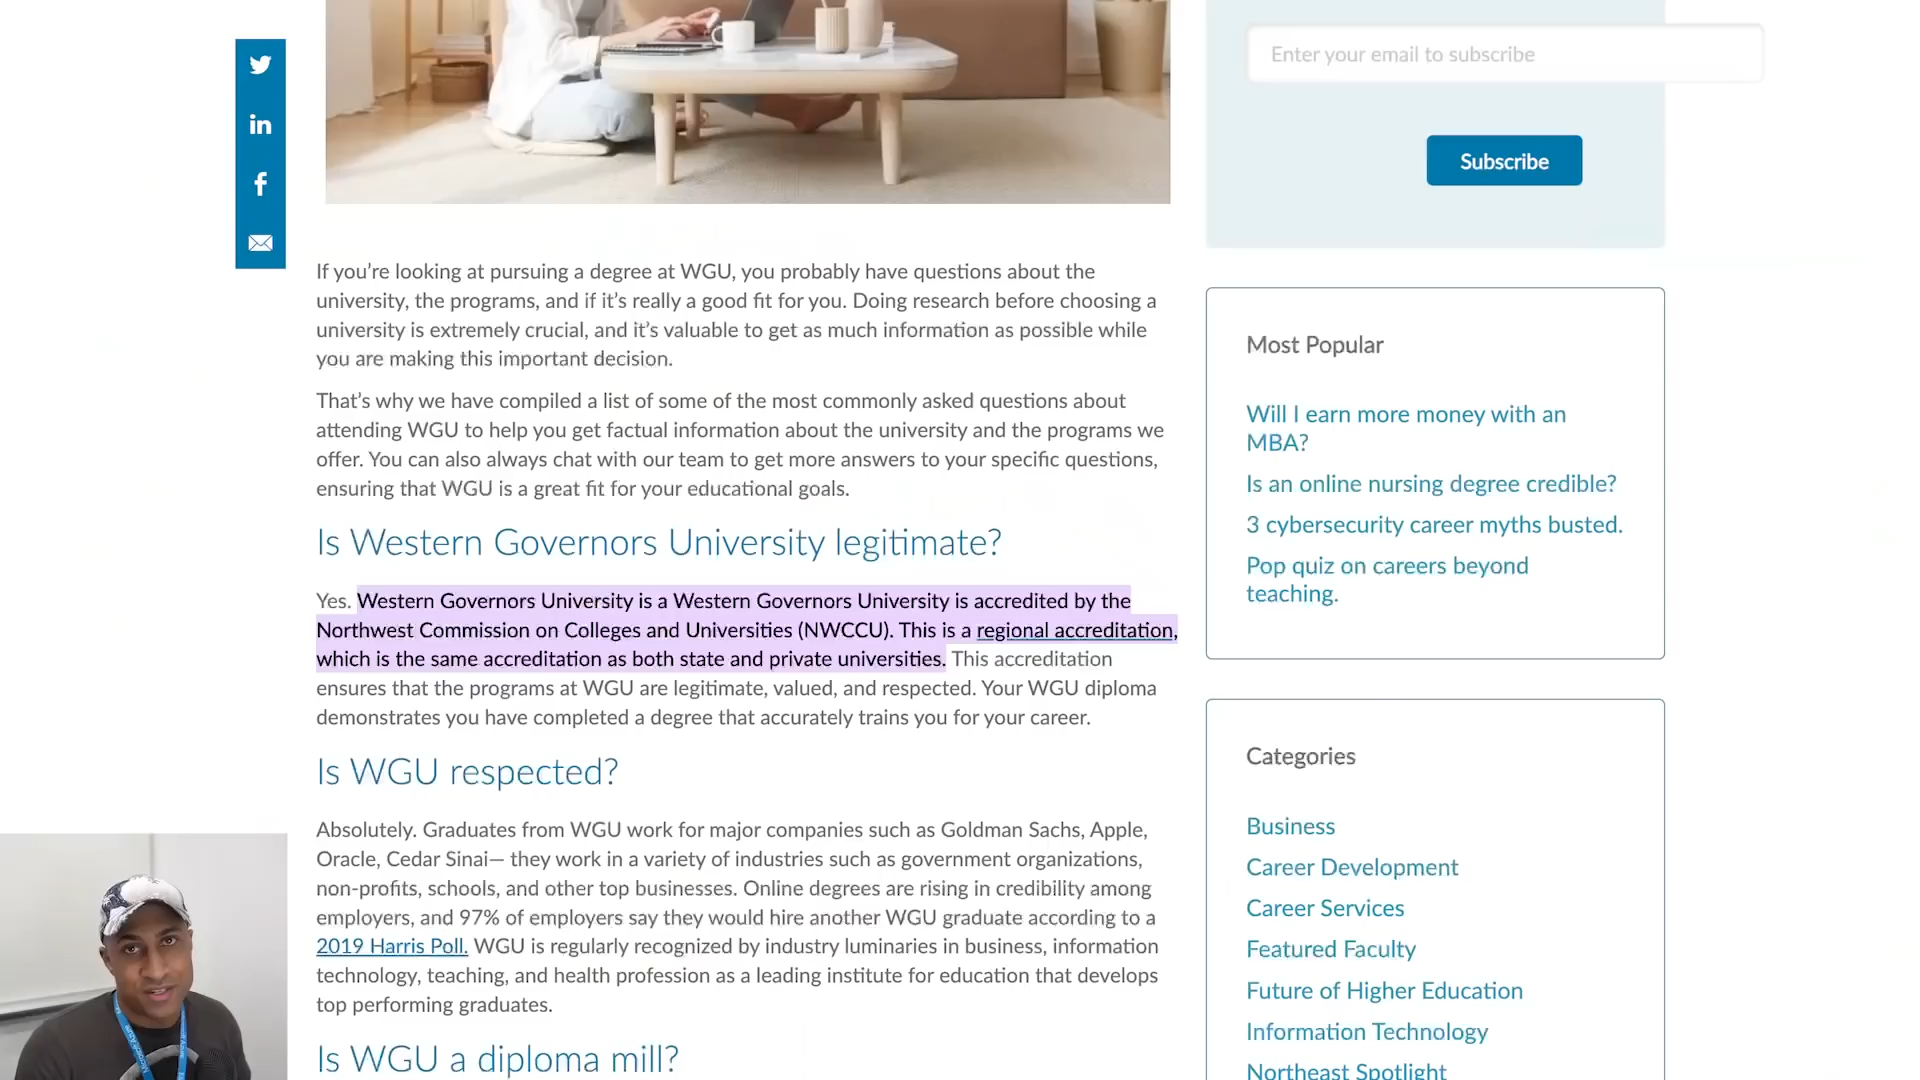 If you’re looking at pursuing a degree at WGU, you probably have questions about the
university, the programs, and if it’s really a good fit for you. Doing research before choosing a
university is extremely crucial, and it’s valuable to get as much information as possible while
you are making this important decision.
That’s why we have compiled a list of some of the most commonly asked questions about
attending WGU to help you get factual information about the university and the programs we
offer. You can also always chat with our team to get more answers to your specific questions,
ensuring that WGU is a great fit for your educational goals.
Is Western Governors University legitimate?
Yes. Western Governors University is a Western Governors University is accredited by the
Northwest Commission on Colleges and Universities (NWCCU). This is a regional accreditation,
which is the same accreditation as both state and private universities. This accreditation
ensures that the programs at WGU are legitimate, valued, and respected. Your WGU diploma
demonstrates you have completed a degree that accurately trains you for your career.
Is WGU respected?
Absolutely. Graduates from WGU work for major companies such as Goldman Sachs, Apple,
Oracle, Cedar Sinai— they work in a variety of industries such as government organizations,
non-profits, schools, and other top businesses. Online degrees are rising in credibility among
employers, and 97% of employers say they would hire another WGU graduate according to a
2019 Harris Poll. WGU is regularly recognized by industry luminaries in business, information
technology, teaching, and health profession as a leading institute for education that develops
top performing graduates.
Is WGU a diploma mill?
Enter your email to subscribe
Subscribe
Most Popular
Will I earn more money with an
MBA?
Is an online nursing degree credible?
3 cybersecurity career myths busted.
Pop quiz on careers beyond
teaching.
Categories
Business
Career Development
Career Services
Featured Faculty
Future of Higher Education
Information Technology
Northeast Spotlight